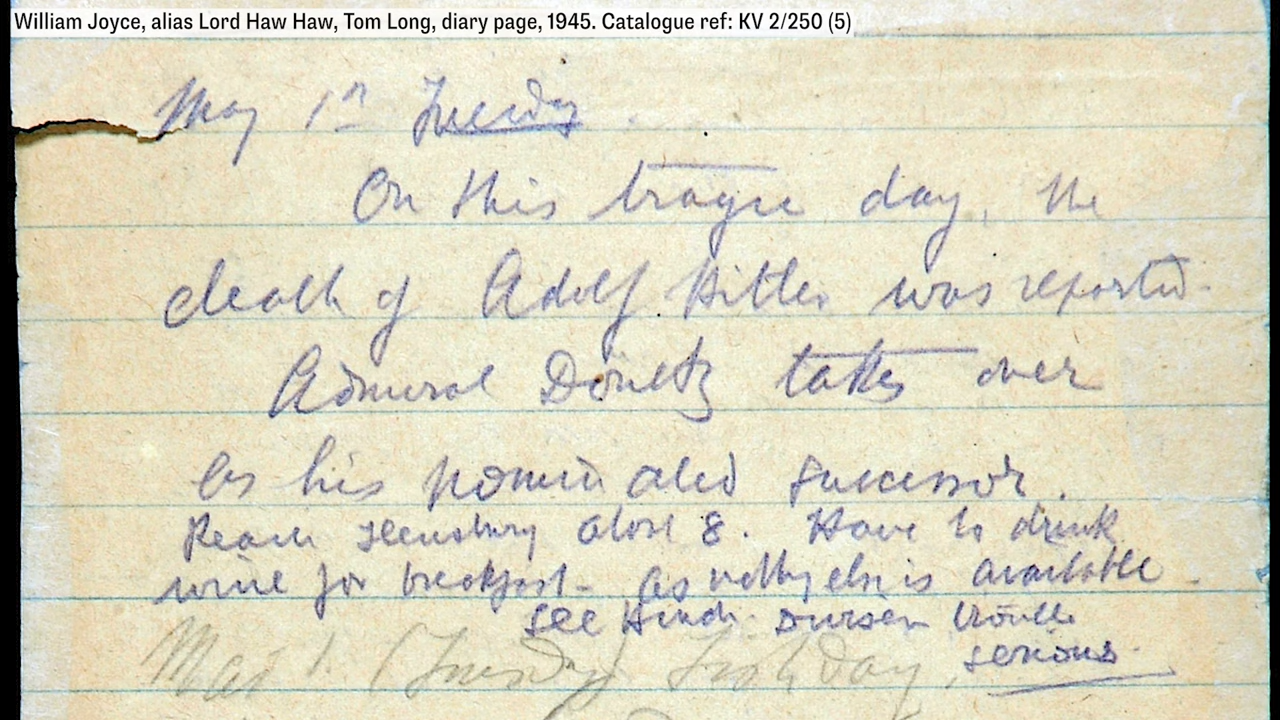 William Joyce, alias Lord Haw Haw, Tom Long, diary page, 1945. Catalogue ref: KV 2/250 (5)
May 1st Tuesday.
On this tragic day, the
death of Adolf Hitler was reported.
Admiral Dönitz takes over
as his nominated successor.
Reach Flensburg about 8. Have to drink
wine for breakfast - as nothing else is available.
See Hinds. trouble
serious.
May 1 (Tuesday) day.